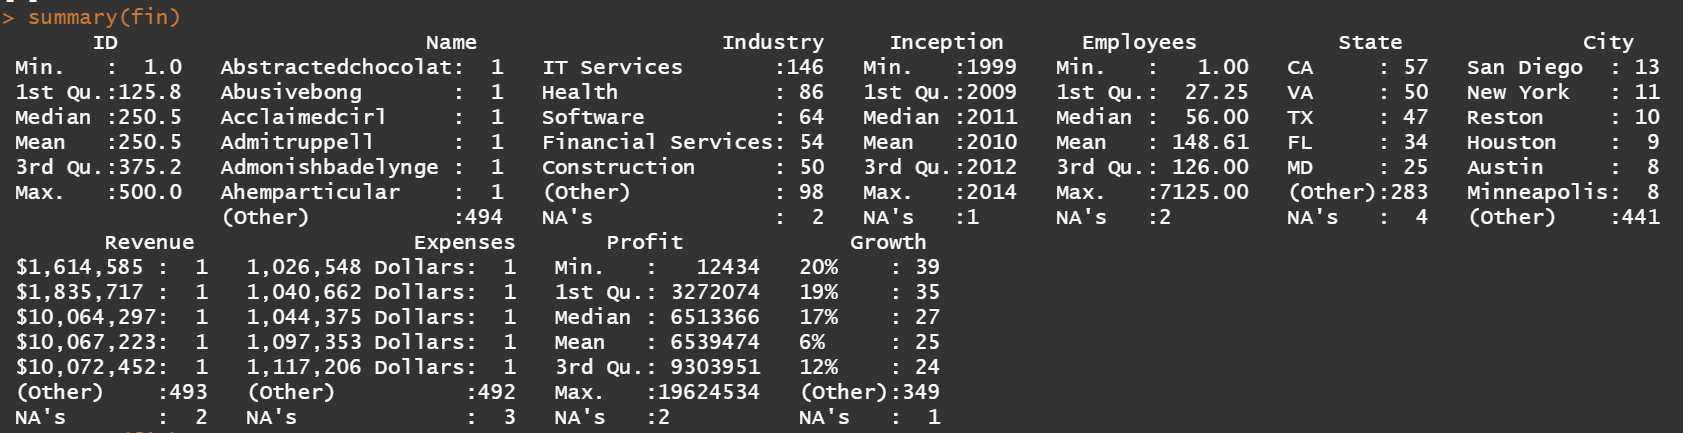 > summary(fin)
ID Name Industry Inception Employees State City
Min. : 1.0 Abstractedchocolat: 1 IT Services :146 Min. :1999 Min. : 1.00 CA : 57 San Diego : 13
1st Qu.:125.8 Abusivebong : 1 Health : 86 1st Qu.:2009 1st Qu.: 27.25 VA : 50 New York : 11
Median :250.5 Acclaimedcirl : 1 Software : 64 Median :2011 Median : 56.00 TX : 47 Reston : 10
Mean :250.5 Admitruppell : 1 Financial Services: 54 Mean :2010 Mean : 148.61 FL : 34 Houston : 9
3rd Qu.:375.2 Admonishbadelynge : 1 Construction : 50 3rd Qu.:2012 3rd Qu.: 126.00 MD : 25 Austin : 8
Max. :500.0 Ahemparticular : 1 (Other) : 98 Max. :2014 Max. :7125.00 (Other):283 Minneapolis: 8
(Other) :494 NA's : 2 NA's :1 NA's :2 NA's : 4 (Other) :441
Revenue Expenses Profit Growth
$1,614,585 : 1 1,026,548 Dollars: 1 Min. : 12434 20% : 39
$1,835,717 : 1 1,040,662 Dollars: 1 1st Qu.: 3272074 19% : 35
$10,064,297: 1 1,044,375 Dollars: 1 Median : 6513366 17% : 27
$10,067,223: 1 1,097,353 Dollars: 1 Mean : 6539474 6% : 25
$10,072,452: 1 1,117,206 Dollars: 1 3rd Qu.: 9303951 12% : 24
(Other) :493 (Other) :492 Max. :19624534 (Other):349
NA's : 2 NA's : 3 NA's :2 NA's : 1